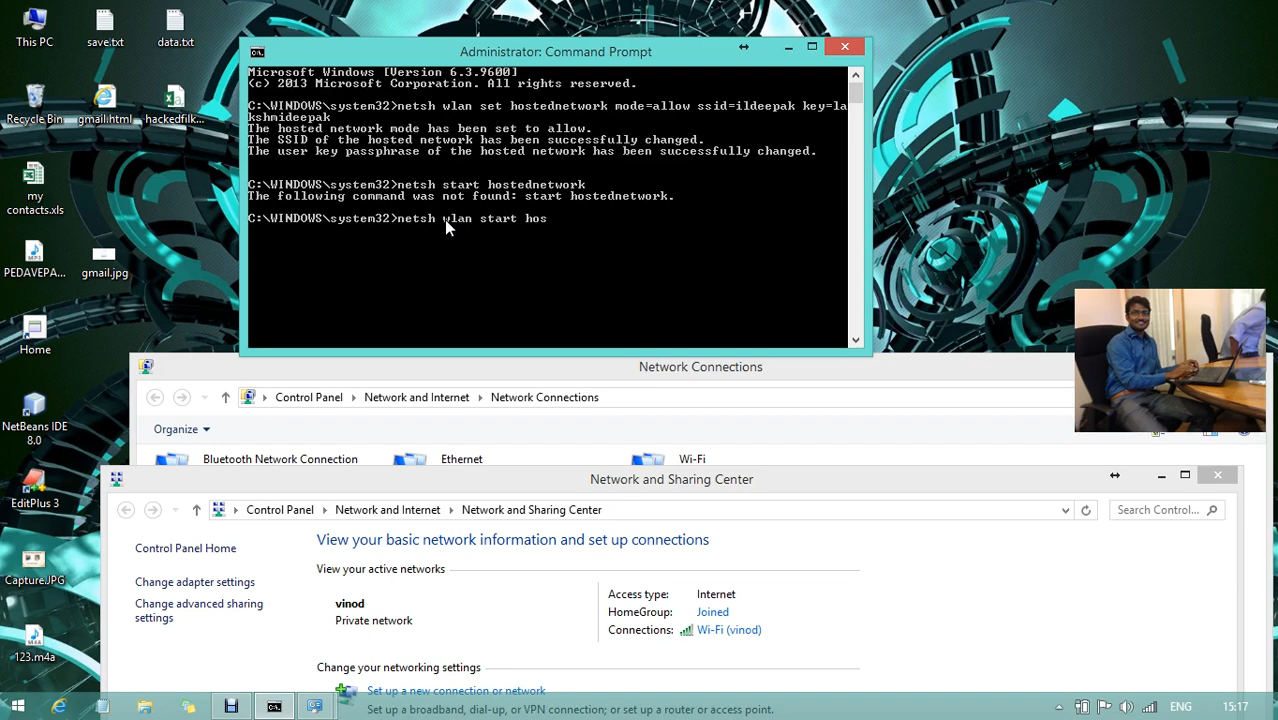 This PC
save.txt
data.txt
Recycle Bin
gmail.html
hackedfilk...
my
contacts.xls
PEDAVEPA...
gmail.jpg
Home
NetBeans IDE
8.0
EditPlus 3
Capture.JPG
123.m4a
Administrator: Command Prompt
Microsoft Windows [Version 6.3.9600]
(c) 2013 Microsoft Corporation. All rights reserved.
C:\WINDOWS\system32>netsh wlan set hostednetwork mode=allow ssid=ildeepak key=la
kshmideepak
The hosted network mode has been set to allow.
The SSID of the hosted network has been successfully changed.
The user key passphrase of the hosted network has been successfully changed.
C:\WINDOWS\system32>netsh start hostednetwork
The following command was not found: start hostednetwork.
C:\WINDOWS\system32>netsh wlan start hos
Network Connections
Control Panel Network and Internet Network Connections
Organize
Bluetooth Network Connection Ethernet Wi-Fi
Network and Sharing Center
Control Panel Network and Internet Network and Sharing Center
Search Control...
Control Panel Home
Change adapter settings
Change advanced sharing
settings
View your basic network information and set up connections
View your active networks
vinod
Private network
Access type: Internet
HomeGroup: Joined
Connections: Wi-Fi (vinod)
Change your networking settings
Set up a new connection or network
Set up a broadband, dial-up, or VPN connection; or set up a router or access point.
ENG
15:17